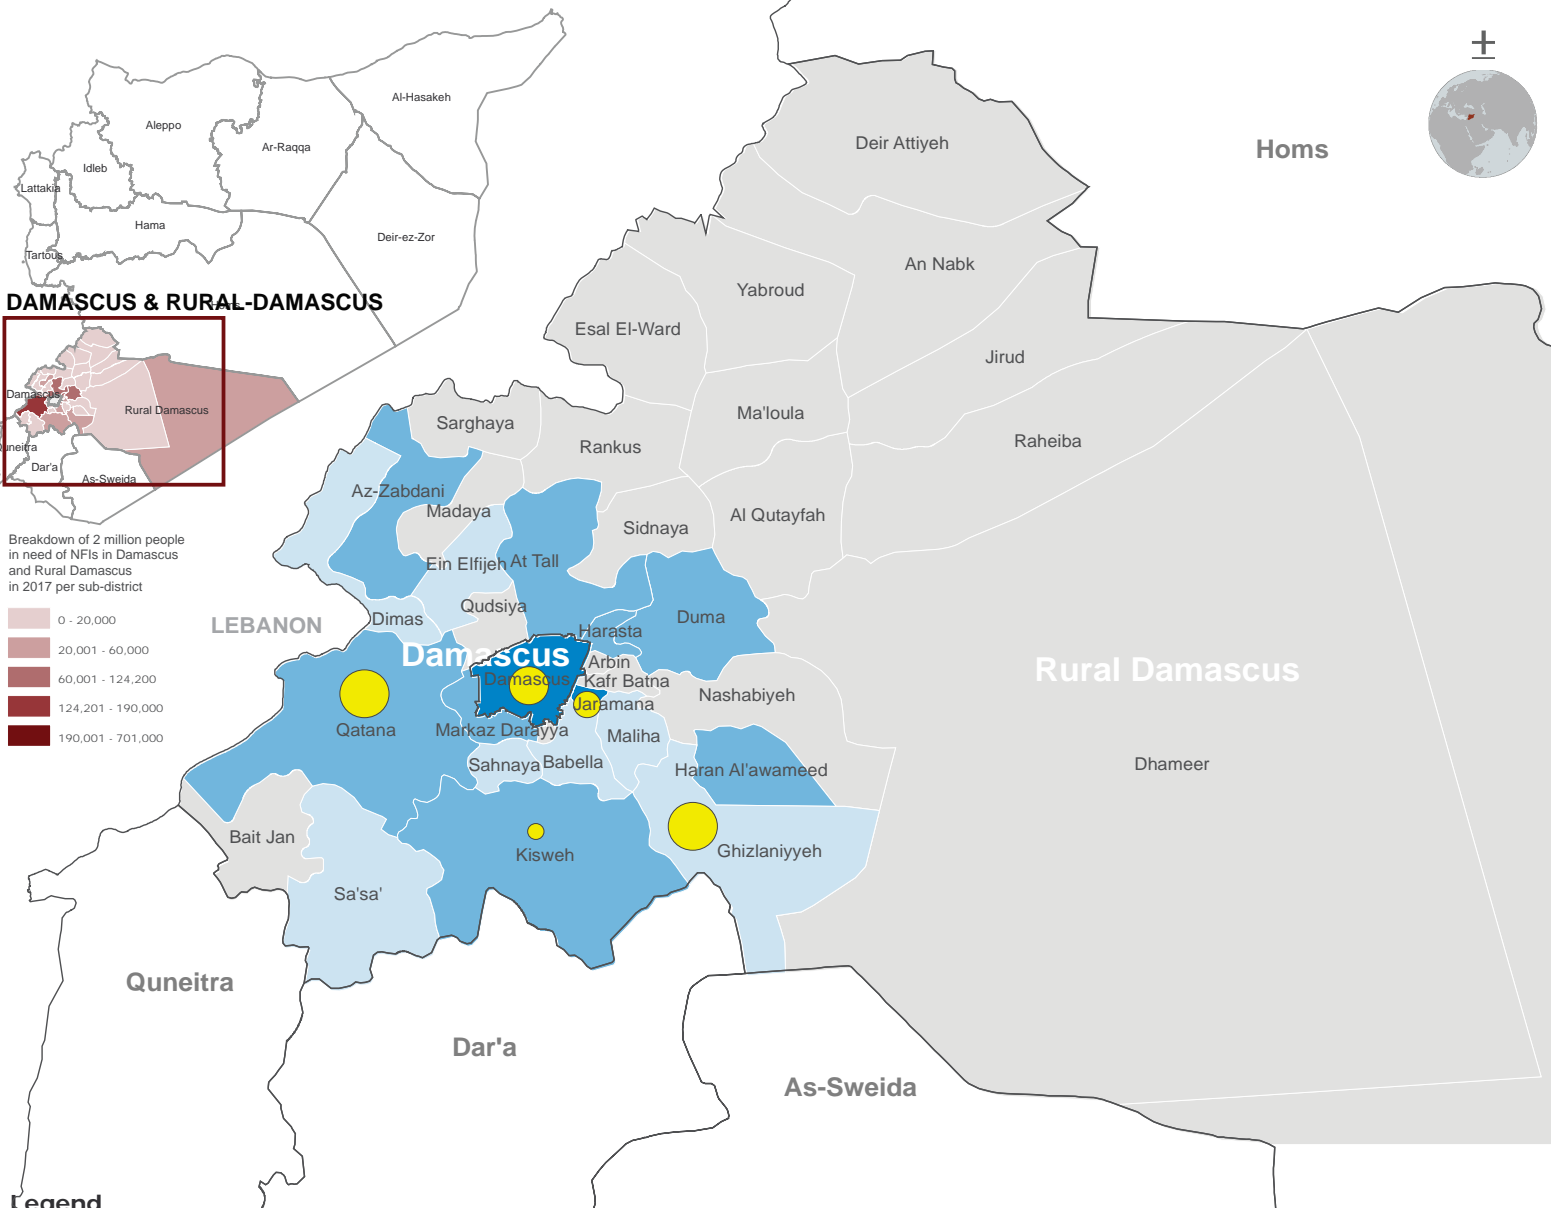 Al-Hasakeh
Aleppo
Ar-Raqqa
Idleb
Lattakia
Hama
Deir-ez-Zor
Tartous
Homs
DAMASCUS & RURAL-DAMASCUS
Damascus
Rural Damascus
Quneitra
Dar'a
As-Sweida
Breakdown of 2 million people
in need of NFIs in Damascus
and Rural Damascus
in 2017 per sub-district
0 - 20,000
20,001 - 60,000
60,001 - 124,200
124,201 - 190,000
190,001 - 701,000
±
Homs
Deir Attiyeh
An Nabk
Yabroud
Esal El-Ward
Jirud
Ma'loula
Raheiba
Sarghaya
Rankus
Az-Zabdani
Madaya
Sidnaya
Al Qutayfah
Ein Elfijeh
At Tall
Qudsiya
Dimas
Duma
LEBANON
Harasta
Damascus
Arbin
Rural Damascus
Damascus
Kafr Batna
Nashabiyeh
Jaramana
Qatana
Markaz Darayya
Maliha
Sahnaya
Babella
Haran Al'awameed
Dhameer
Bait Jan
Kisweh
Ghizlaniyyeh
Sa'sa'
Quneitra
Dar'a
As-Sweida
Legend